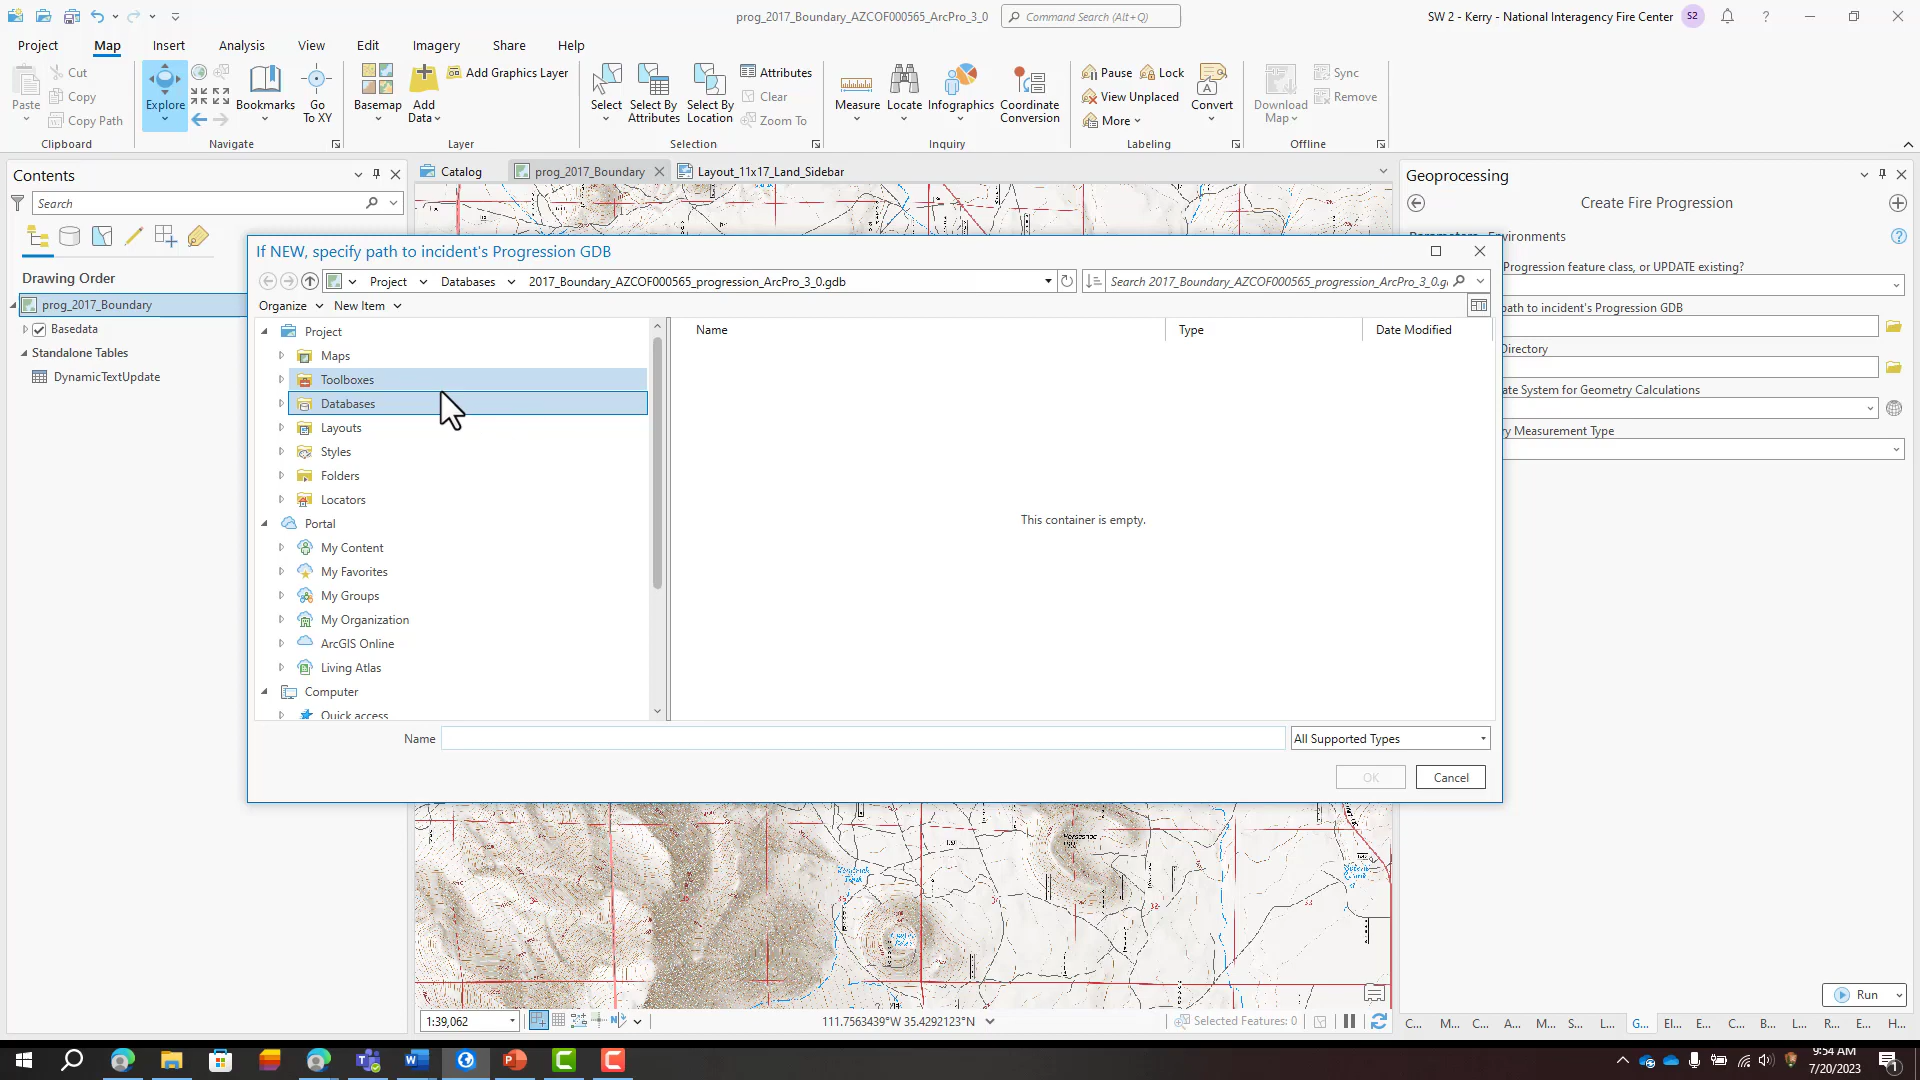 prog_2017_Boundary_AZCOF000565_ArcPro_3_0
Command Search (Alt+Q)
SW 2 - Kerry - National Interagency Fire Center
S2
?
Project
Map
Insert
Analysis
View
Edit
Imagery
Share
Help
Paste
Cut
Copy
Copy Path
Clipboard
Explore
Bookmarks
Go To XY
Navigate
Basemap
Add Data
Add Graphics Layer
Layer
Select
Select By Attributes
Select By Location
Attributes
Clear
Zoom To
Selection
Measure
Locate
Infographics
Coordinate Conversion
Inquiry
Pause
Lock
View Unplaced
More
Convert
Labeling
Download Map
Sync
Remove
Offline
Contents
Search
Drawing Order
prog_2017_Boundary
Basedata
Standalone Tables
DynamicTextUpdate
Catalog
prog_2017_Boundary
Layout_11x17_Land_Sidebar
If NEW, specify path to incident's Progression GDB
Project
Databases
2017_Boundary_AZCOF000565_progression_ArcPro_3_0.gdb
Search 2017_Boundary_AZCOF000565_progression_ArcPro_3_0.g
Organize
New Item
Project
Maps
Toolboxes
Databases
Layouts
Styles
Folders
Locators
Portal
My Content
My Favorites
My Groups
My Organization
ArcGIS Online
Living Atlas
Computer
Quick access
Name
Type
Date Modified
This container is empty.
Name
All Supported Types
OK
Cancel
Geoprocessing
Create Fire Progression
Environments
?
Progression feature class, or UPDATE existing?
path to incident's Progression GDB
Directory
ate System for Geometry Calculations
ry Measurement Type
Run
1:39,062
111.7563439°W 35.4292123°N
Selected Features: 0
C...
M...
C...
A...
M...
S...
L...
G...
El...
E...
C...
B...
L...
R...
E...
H...
9:54 AM
7/20/2023
1